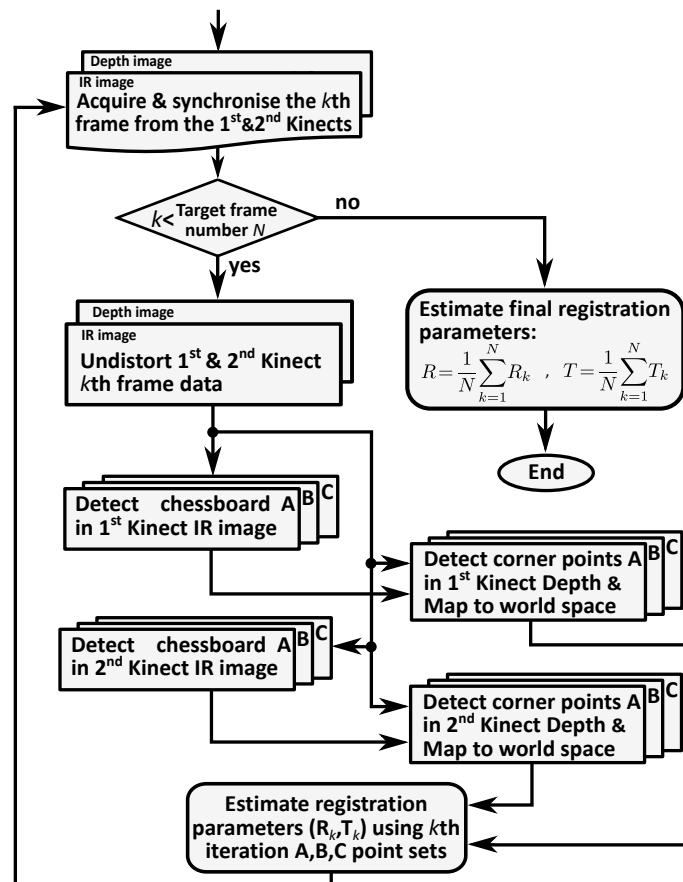 Depth image
IR image
Acquire & synchronise the kth
frame from the 1st&2nd Kinects
k< Target frame
number N
no
yes
Depth image
IR image
Undistort 1st & 2nd Kinect
kth frame data
Estimate final registration
parameters:
R = 1/N ∑_{k=1}^{N} R_k , T = 1/N ∑_{k=1}^{N} T_k
End
Detect chessboard A B C
in 1st Kinect IR image
Detect corner points A B C
in 1st Kinect Depth &
Map to world space
Detect chessboard A B C
in 2nd Kinect IR image
Detect corner points A B C
in 2nd Kinect Depth &
Map to world space
Estimate registration
parameters (R_k,T_k) using kth
iteration A,B,C point sets